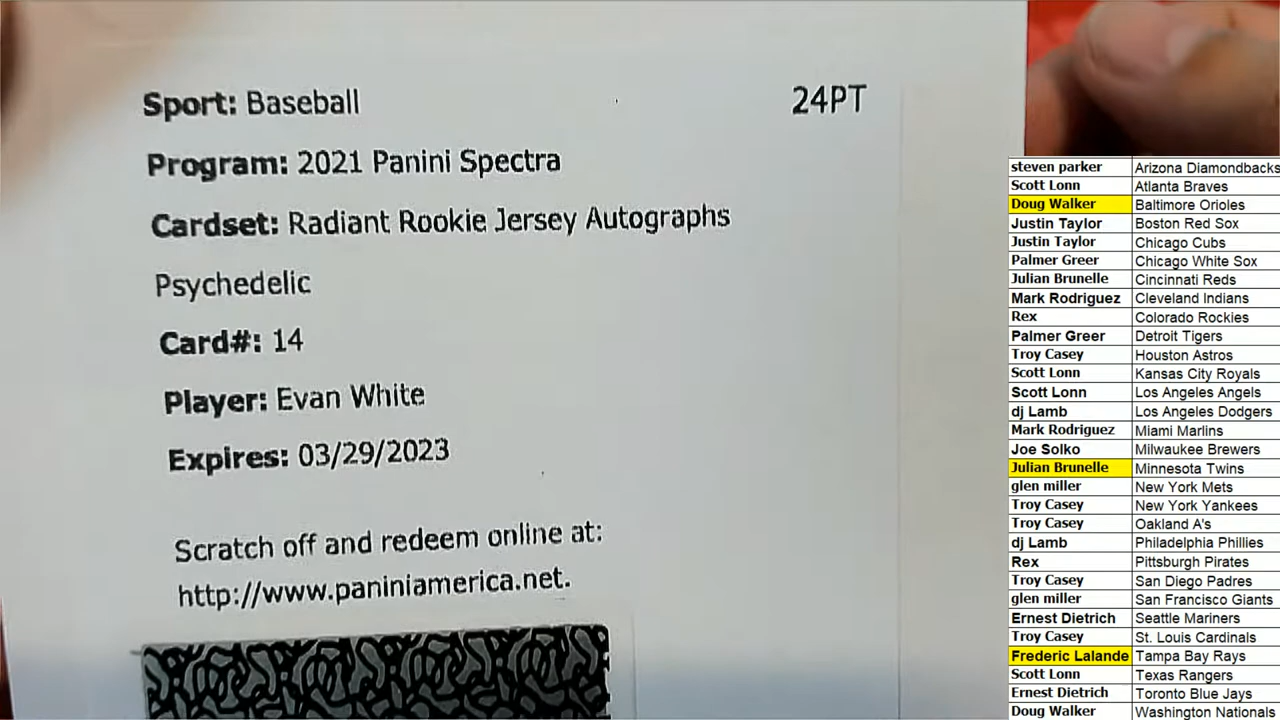 Sport: Baseball
24PT
Program: 2021 Panini Spectra
Cardset: Radiant Rookie Jersey Autographs
Psychedelic
Card#: 14
Player: Evan White
Expires: 03/29/2023
Scratch off and redeem online at:
http://www.paniniamerica.net.
steven parker Arizona Diamondbacks
Scott Lonn Atlanta Braves
Doug Walker Baltimore Orioles
Justin Taylor Boston Red Sox
Justin Taylor Chicago Cubs
Palmer Greer Chicago White Sox
Julian Brunelle Cincinnati Reds
Mark Rodriguez Cleveland Indians
Rex Colorado Rockies
Palmer Greer Detroit Tigers
Troy Casey Houston Astros
Scott Lonn Kansas City Royals
Scott Lonn Los Angeles Angels
dj Lamb Los Angeles Dodgers
Mark Rodriguez Miami Marlins
Joe Solko Milwaukee Brewers
Julian Brunelle Minnesota Twins
glen miller New York Mets
Troy Casey New York Yankees
Troy Casey Oakland A's
dj Lamb Philadelphia Phillies
Rex Pittsburgh Pirates
Troy Casey San Diego Padres
glen miller San Francisco Giants
Ernest Dietrich Seattle Mariners
Troy Casey St. Louis Cardinals
Frederic Lalande Tampa Bay Rays
Scott Lonn Texas Rangers
Ernest Dietrich Toronto Blue Jays
Doug Walker Washington Nationals